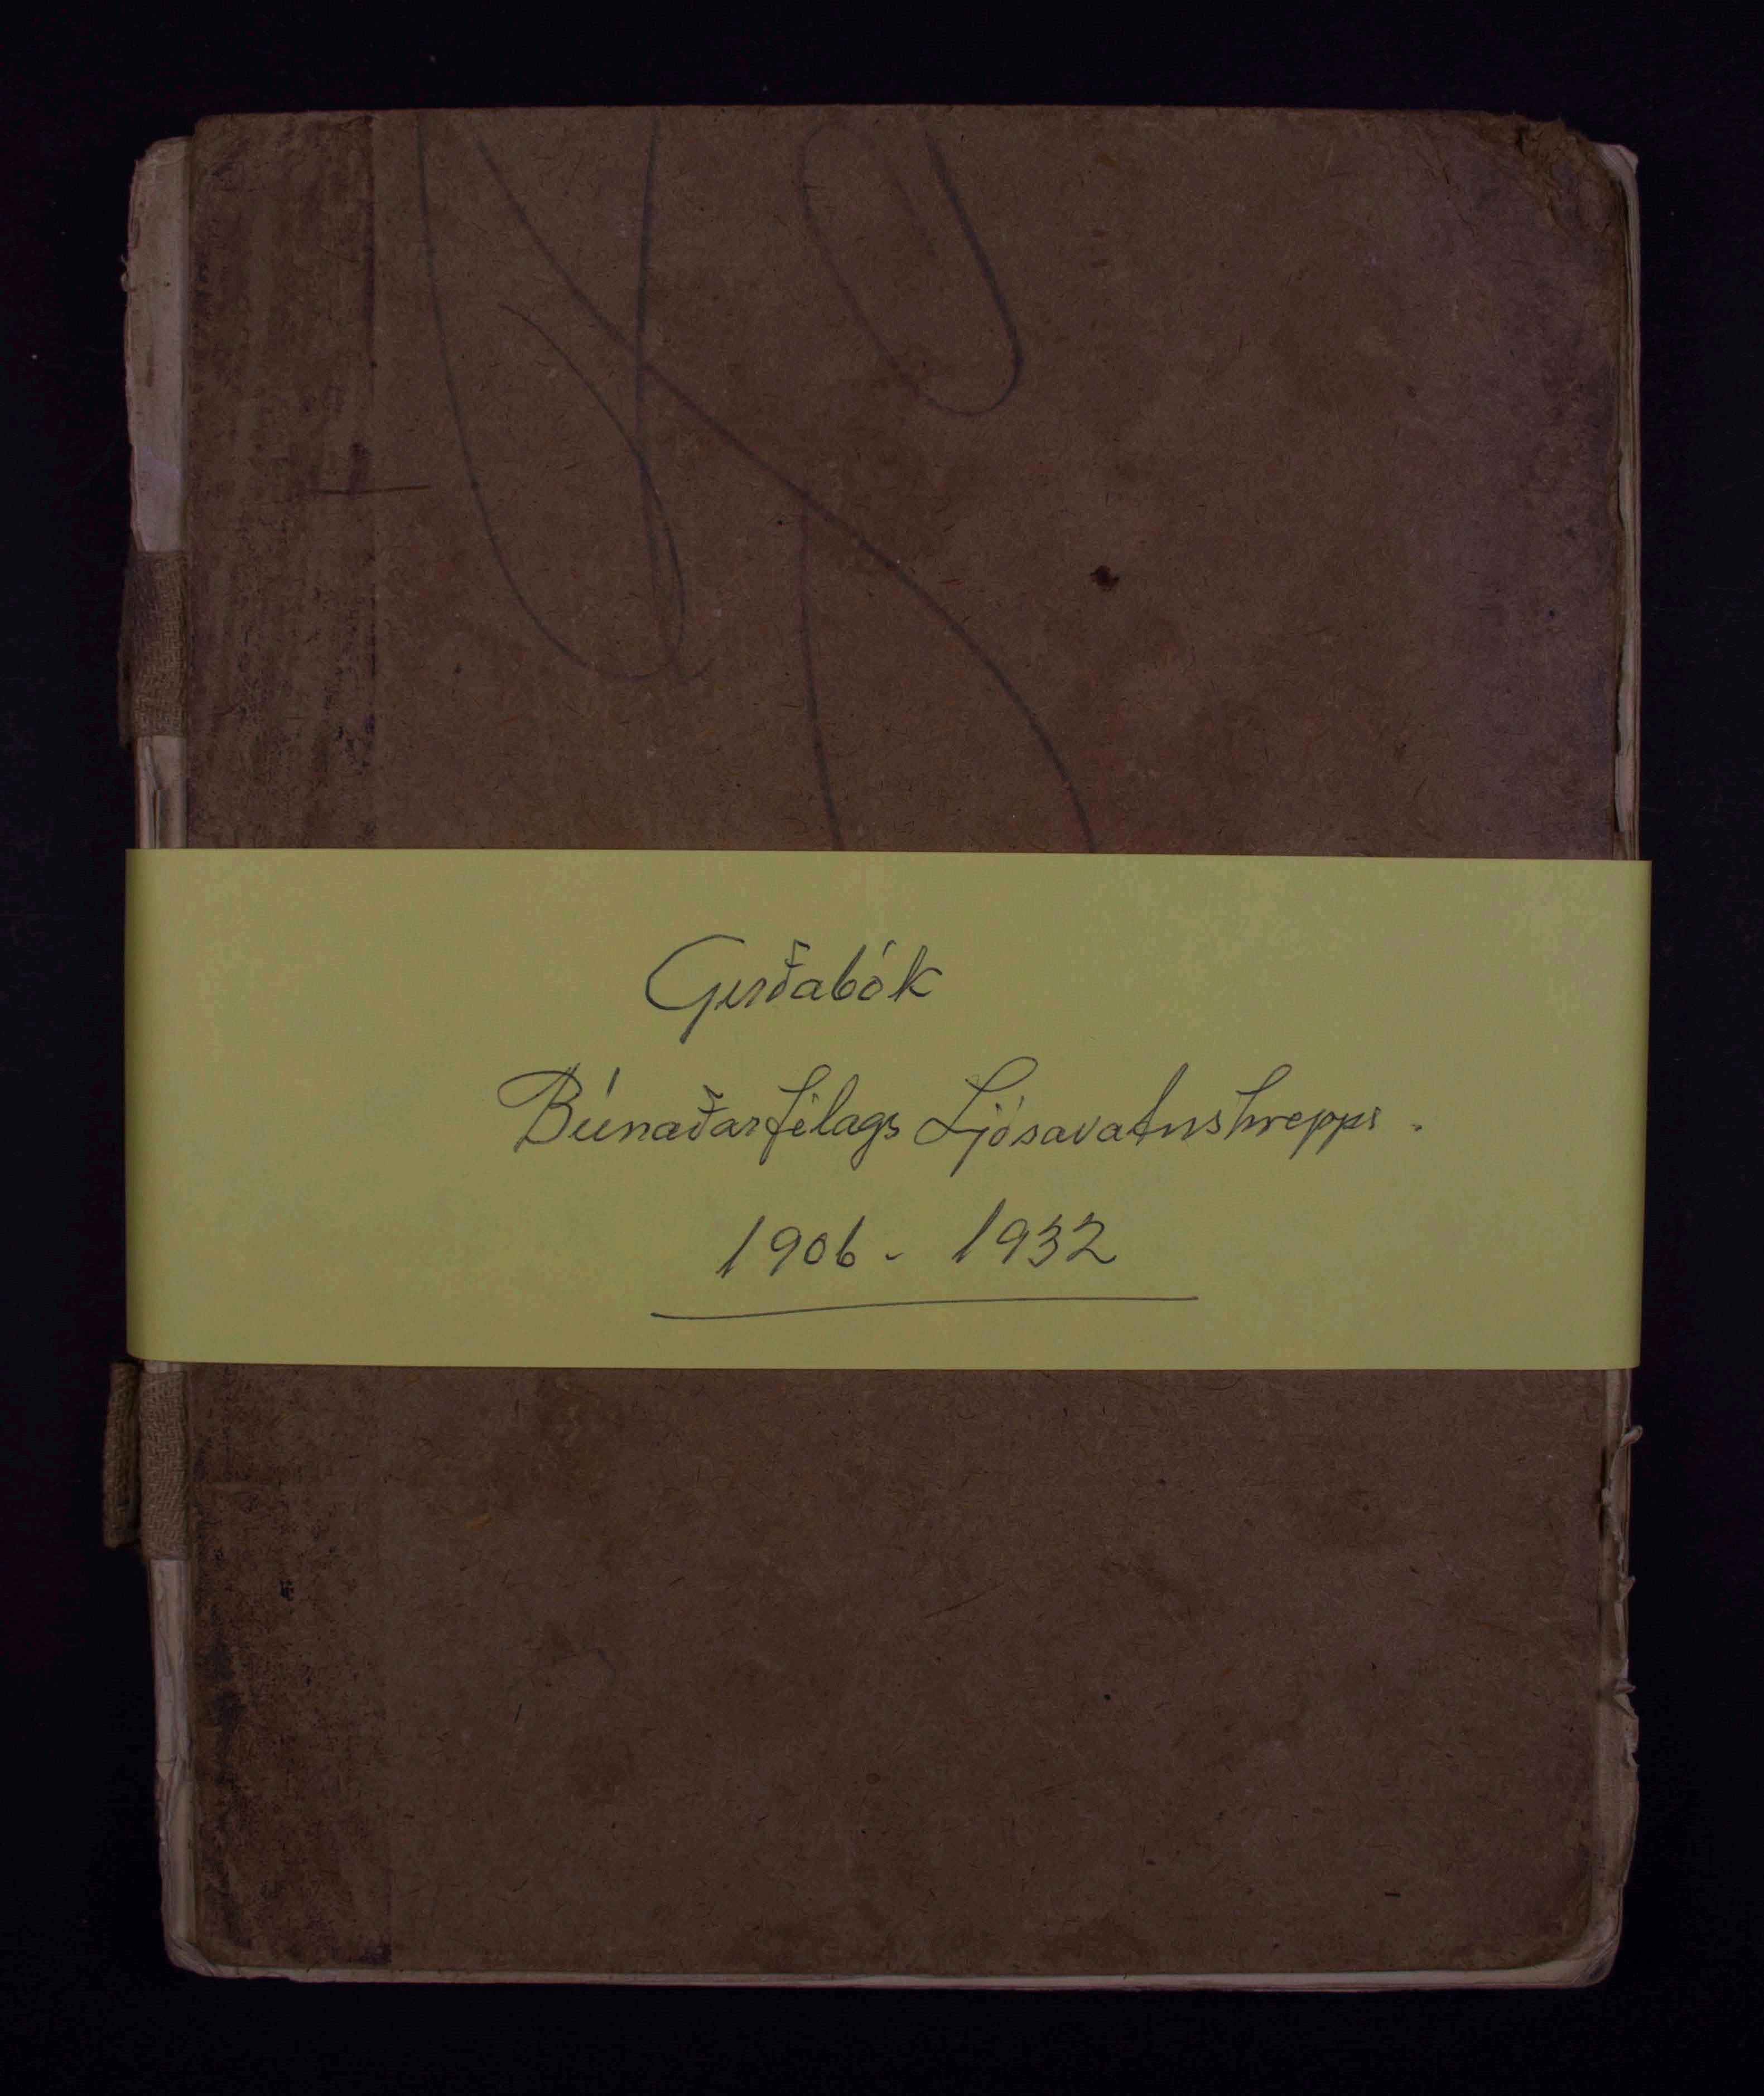 Gerðabók
Búnaðarfélags Ljósavatnshrepps.
1906 - 1932